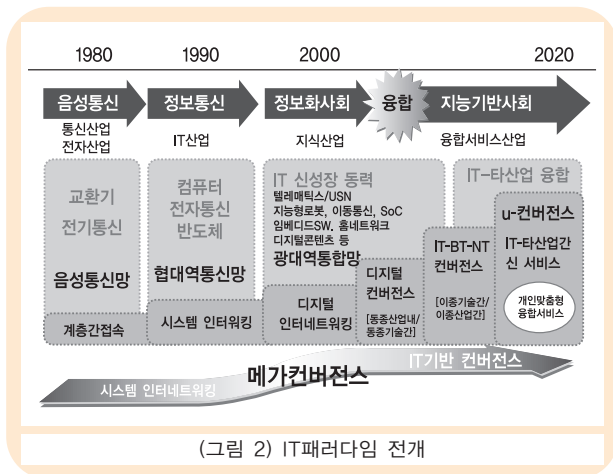 1980 1990 2000 2020
음성통신 정보통신 정보화사회 융합 지능기반사회
통신산업
전자산업
IT산업
지식산업
융합서비스산업
교환기
전기통신
음성통신망
계층간접속
컴퓨터
전자통신
반도체
협대역통신망
시스템 인터워킹
IT 신성장 동력
텔레매틱스/USN
지능형로봇, 이동통신, SoC
임베디드SW. 홈네트워크
디지털콘텐츠 등
광대역통합망
디지털
인터네트워킹
디지털
컨버전스
[동종산업내/
동종기술간]
IT-타산업 융합
IT-BT-NT
컨버전스
[이종기술간/
이종산업간]
u-컨버전스
IT-타산업간
신 서비스
개인맞춤형
융합서비스
시스템 인터네트워킹
메가컨버전스
IT기반 컨버전스
(그림 2) IT패러다임 전개